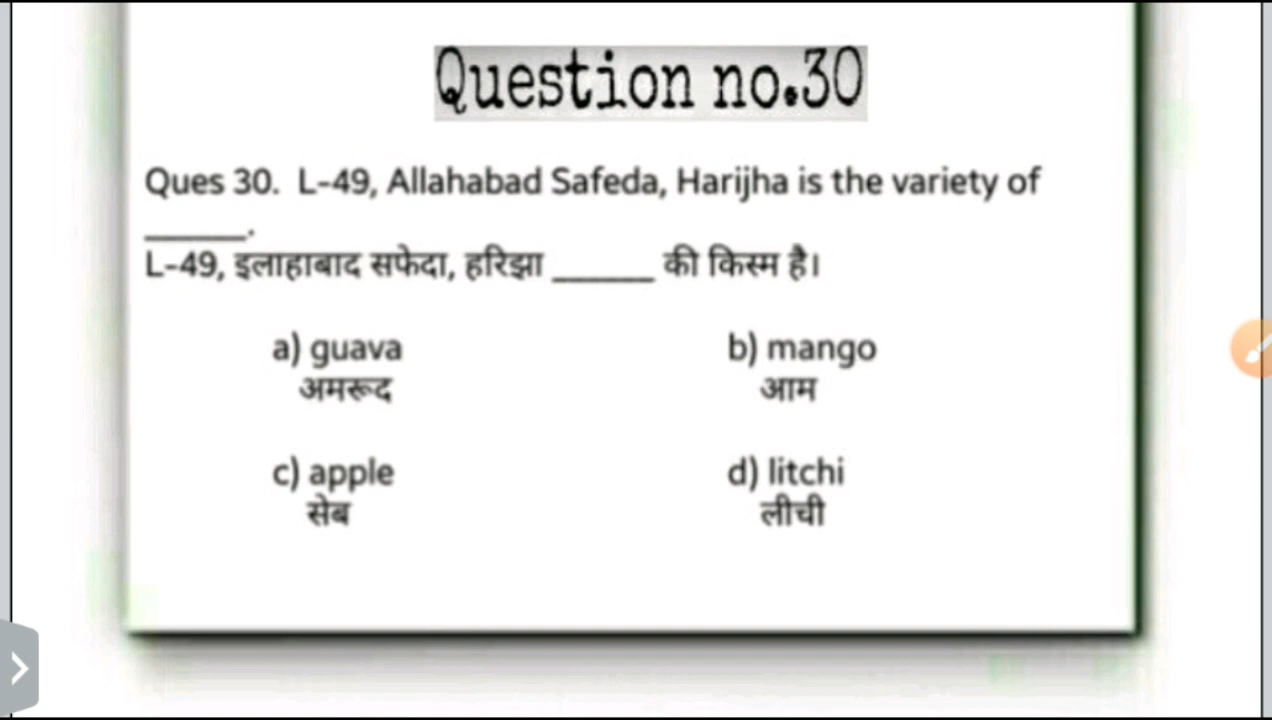 Question no.30
Ques 30. L-49, Allahabad Safeda, Harijha is the variety of
______.
L-49, इलाहाबाद सफेदा, हरिझा ______ की किस्म है।
a) guava
अमरूद
b) mango
आम
c) apple
सेब
d) litchi
लीची